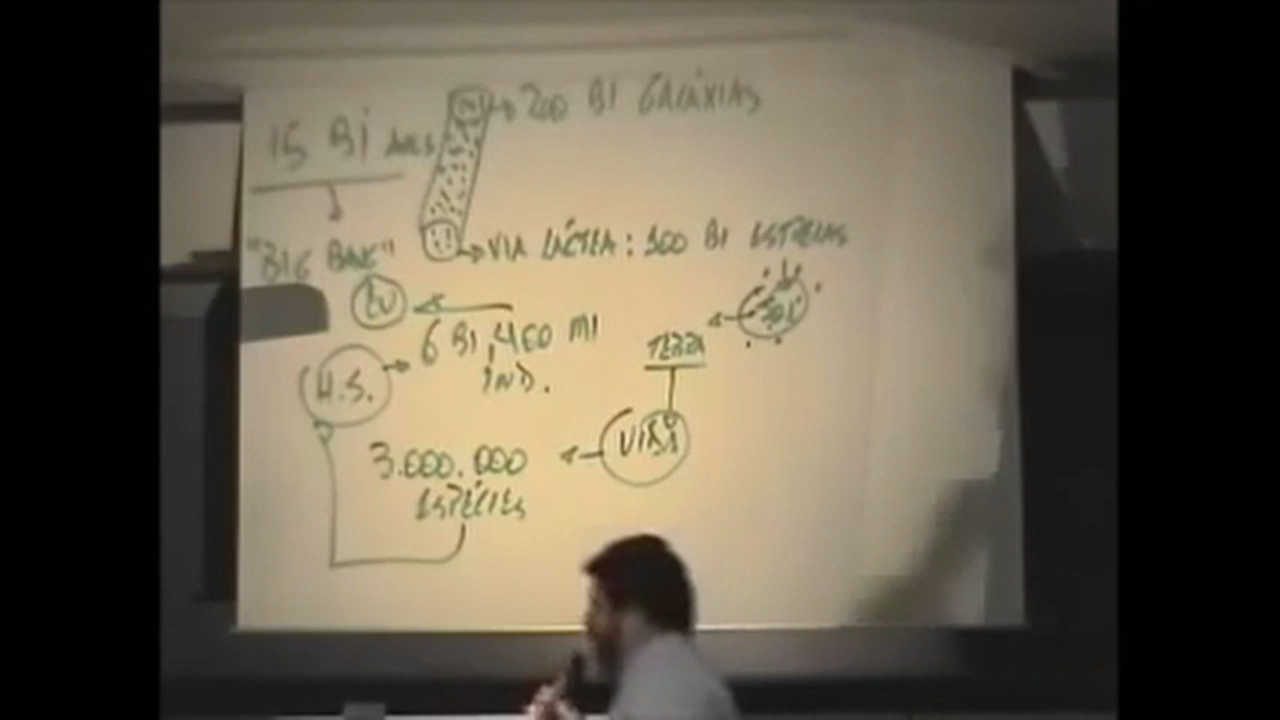 15 BI ANOS
200 BI GALÁXIAS
"BIG BANG"
VIA LÁCTEA: 100 BI ESTRELAS
SOL
TERRA
VIDA
3.000.000
ESPÉCIES
H.S.
6 BI, 460 MI
IND.
EU